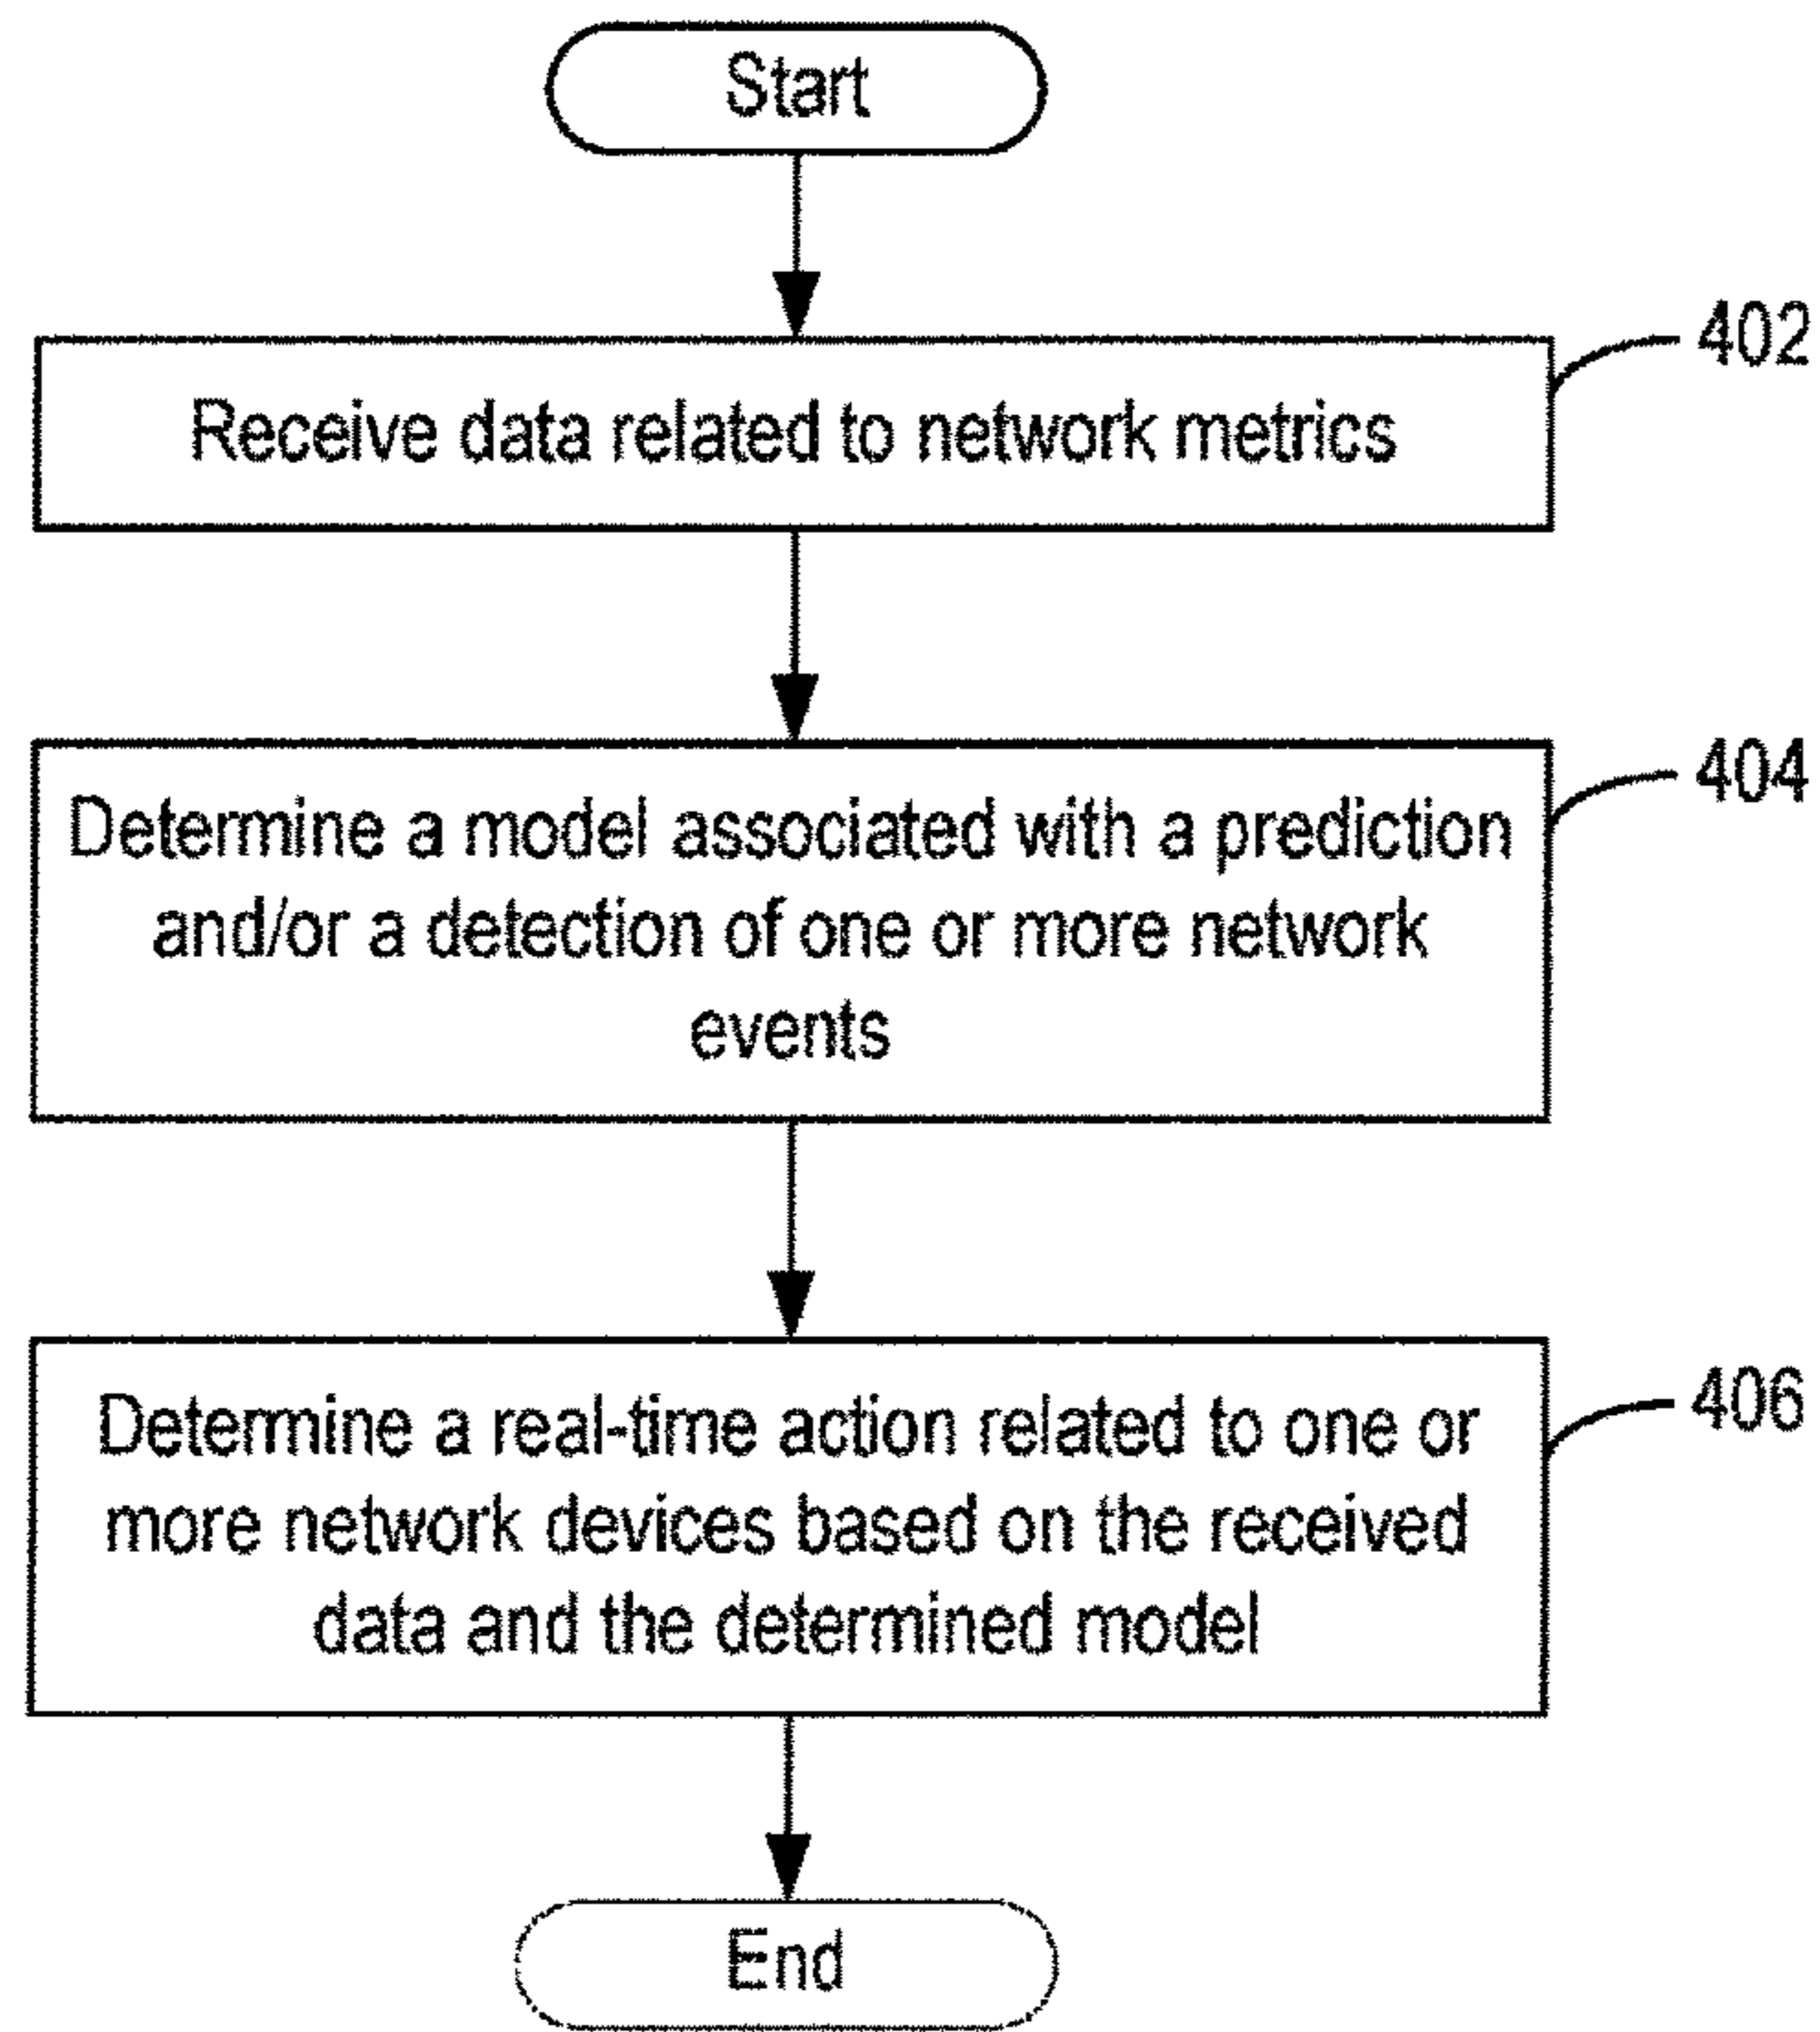 Start
402
Receive data related to network metrics
404
Determine a model associated with a prediction
and/or a detection of one or more network
events
406
Determine a real-time action related to one or
more network devices based on the received
data and the determined model
End